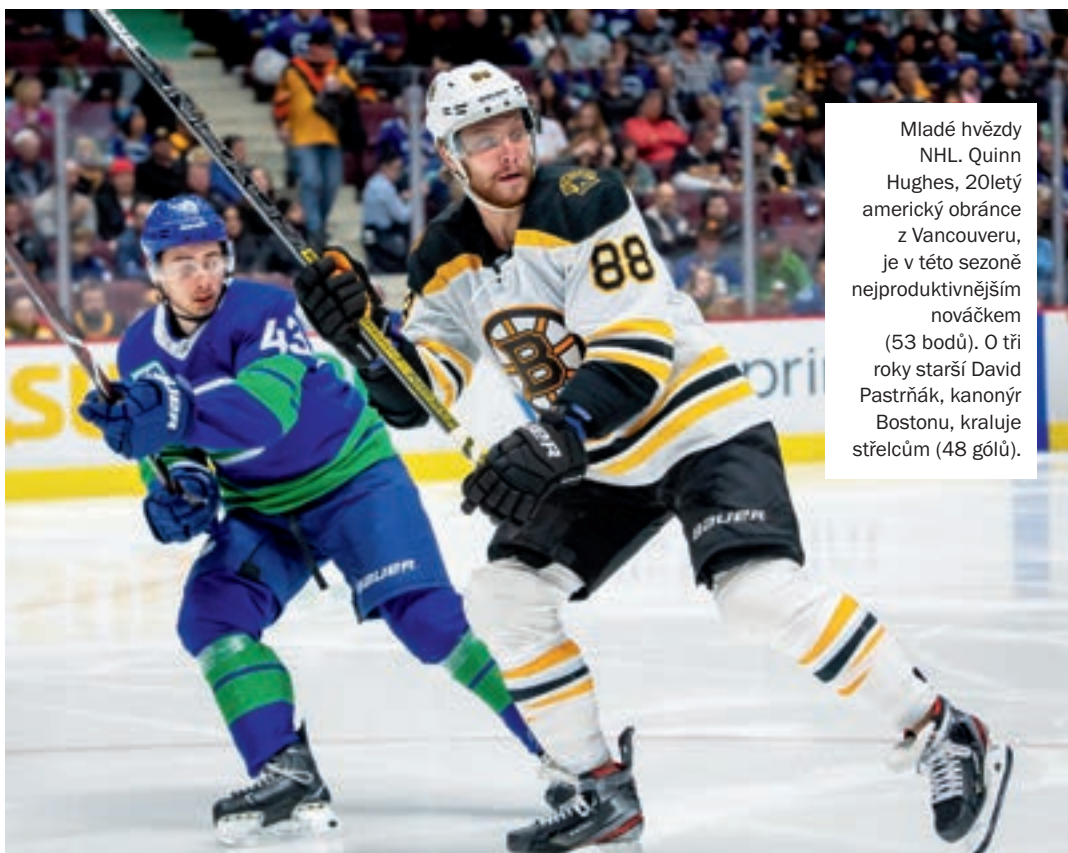 88
43
B
BAUER
BAUER
Mladé hvězdy
NHL. Quinn
Hughes, 20letý
americký obránce
z Vancouveru,
je v této sezoně
nejproduktivnějším
nováčkem
(53 bodů). O tři
roky starší David
Pastrňák, kanonýr
Bostonu, kraluje
střelcům (48 gólů).